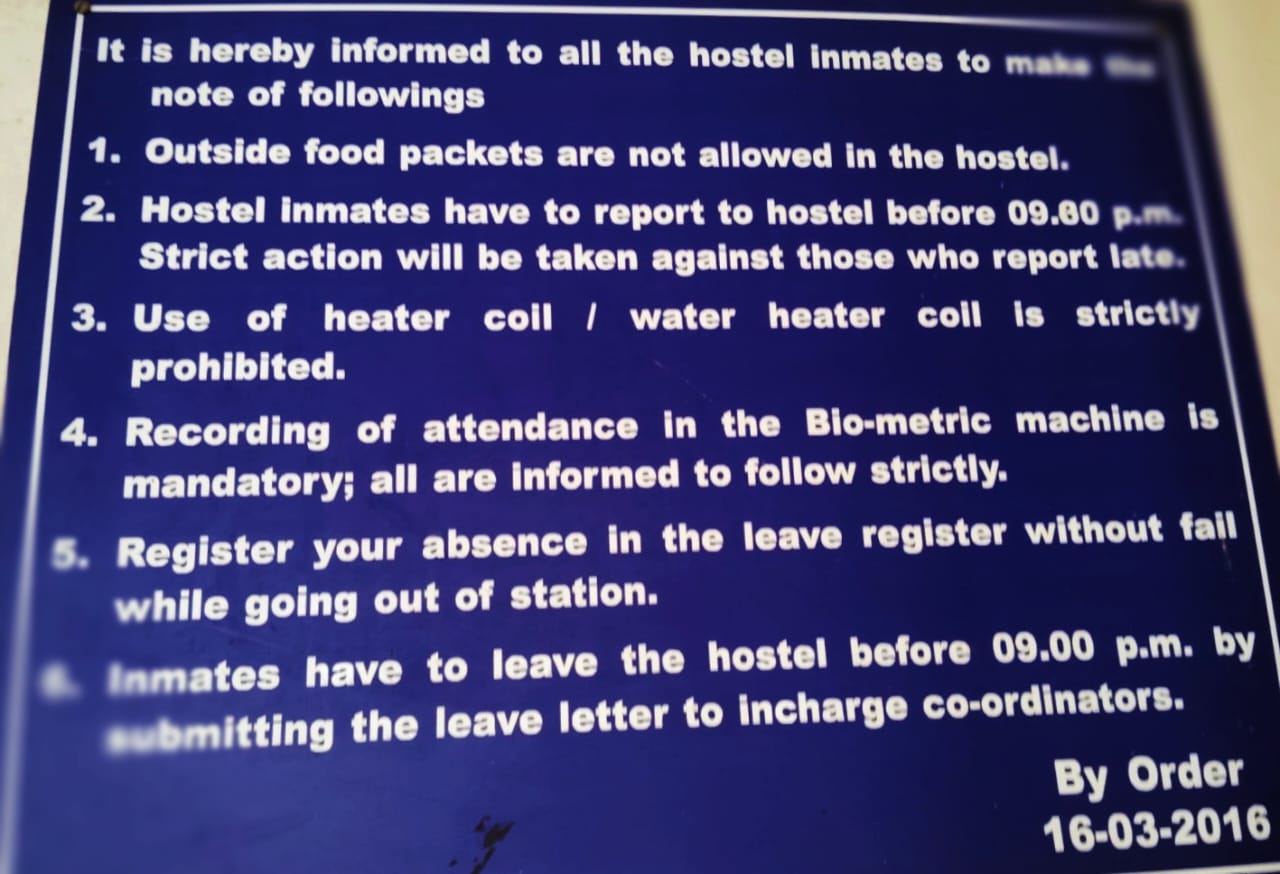 It is hereby informed to all the hostel inmates to make the
note of followings
1. Outside food packets are not allowed in the hostel.
2. Hostel inmates have to report to hostel before p.m.
Strict action will be taken against those who report late.
3. Use of heater coil / water heater coil is strictly
prohibited.
4. Recording of attendance in the Bio-metric machine is
mandatory; all are informed to follow strictly.
5. Register your absence in the leave register without fail
while going out of station.
6. Inmates have to leave the hostel before 09.00 p.m. by
submitting the leave letter to incharge co-ordinators.
By Order
16-03-2016